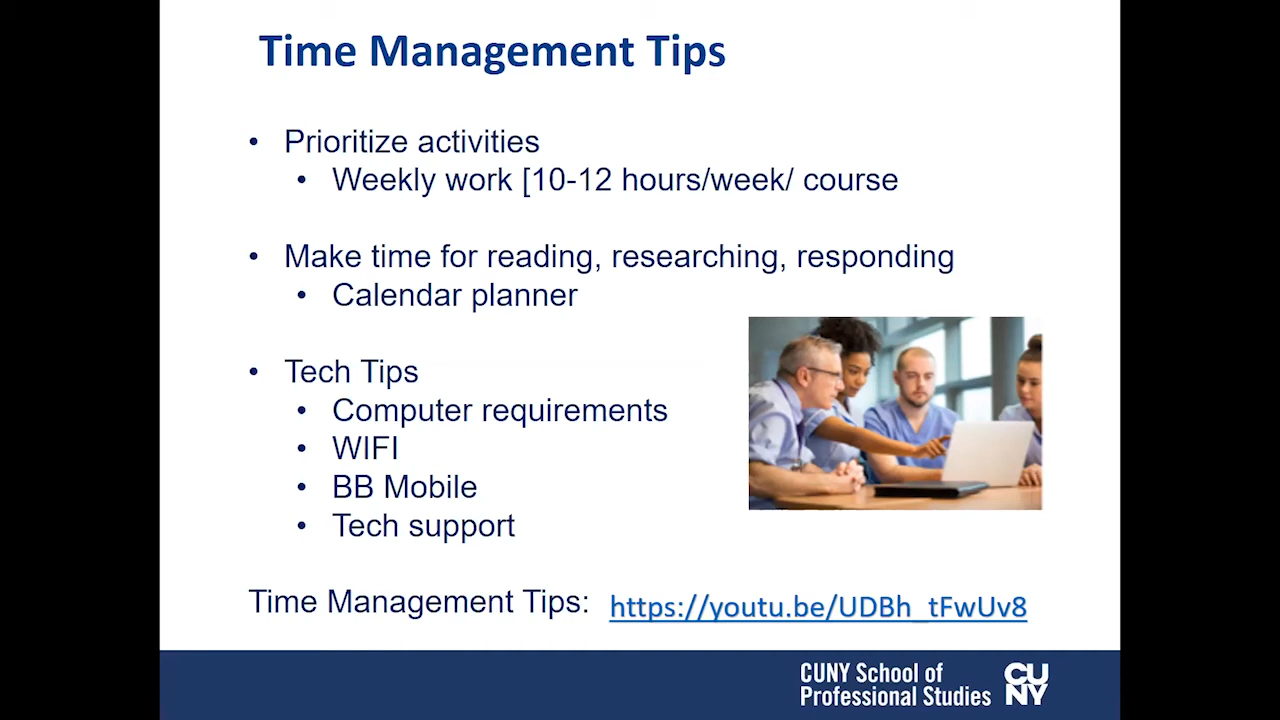 Time Management Tips
• Prioritize activities
• Weekly work [10-12 hours/week/ course
• Make time for reading, researching, responding
• Calendar planner
• Tech Tips
• Computer requirements
• WIFI
• BB Mobile
• Tech support
Time Management Tips: https://youtu.be/UDBh_tFwUv8
CUNY School of
Professional Studies
CU
NY